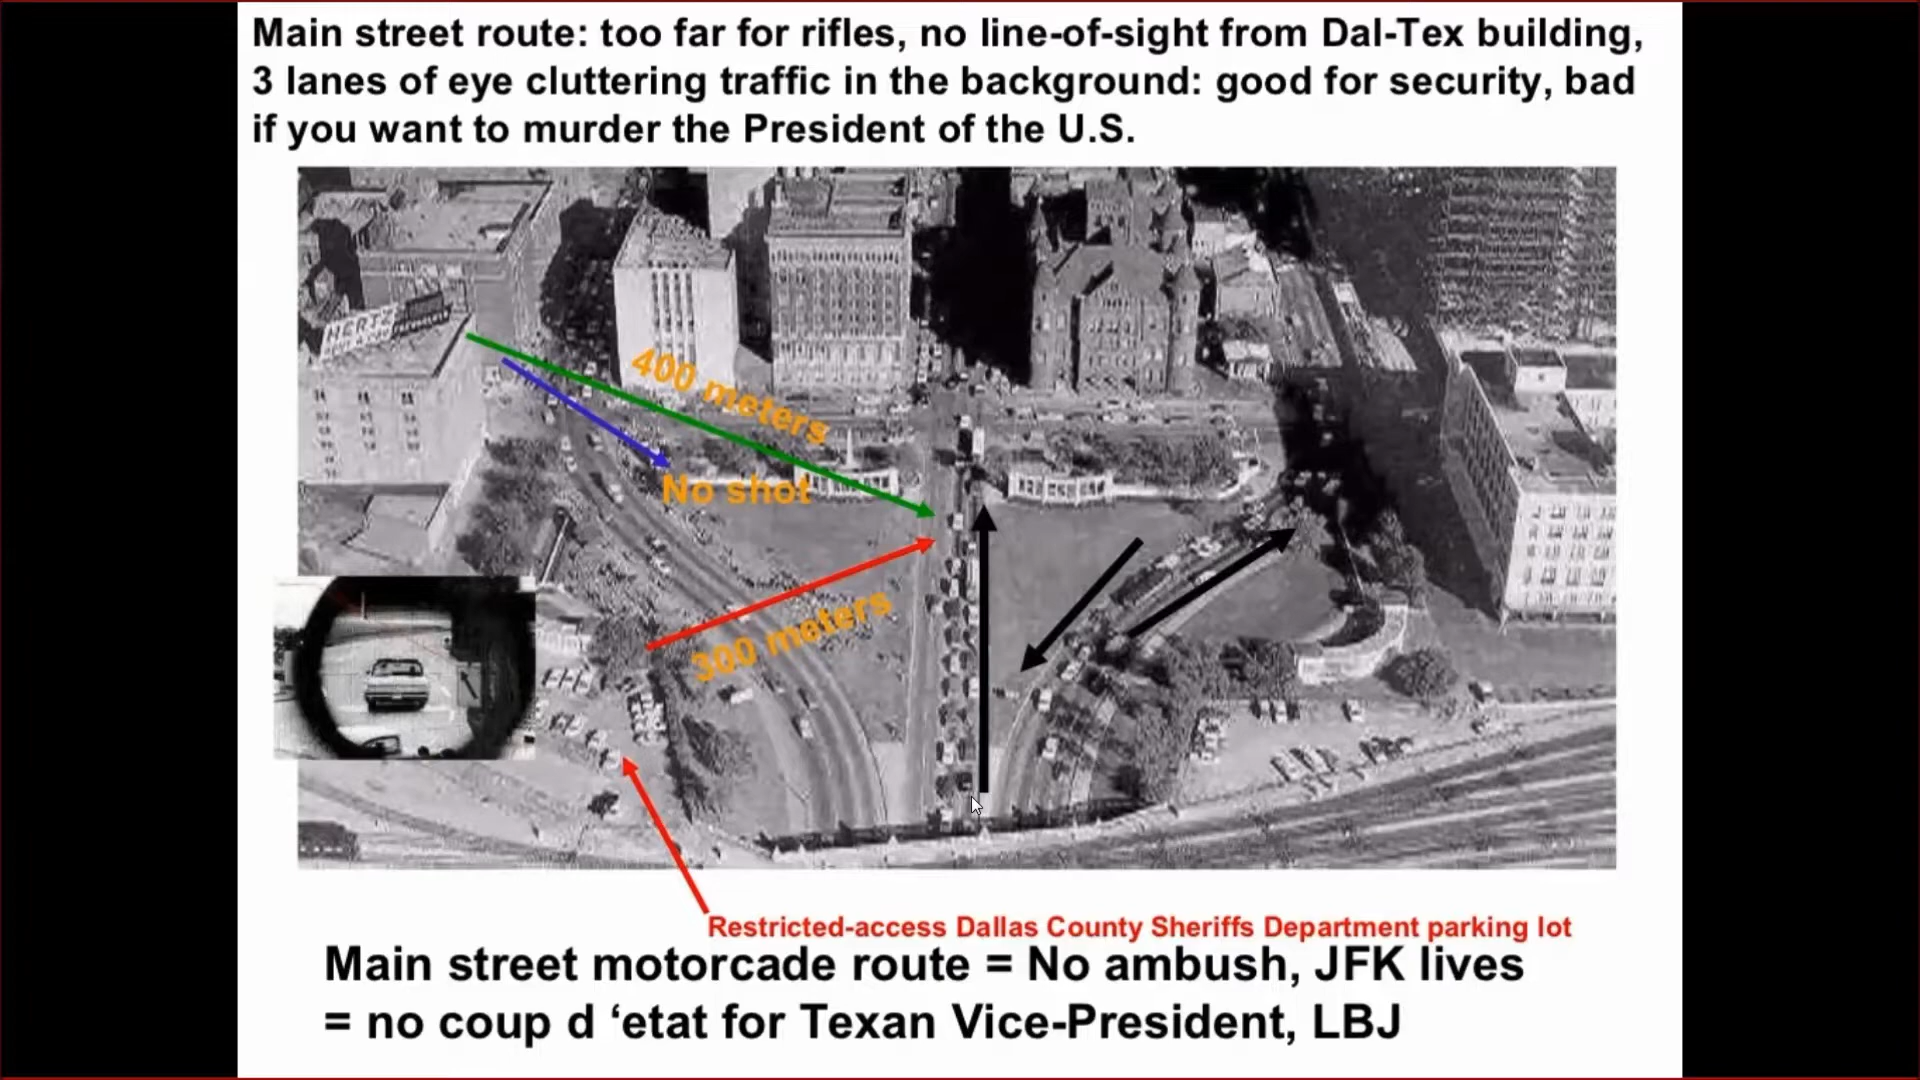 Main street route: too far for rifles, no line-of-sight from Dal-Tex building,
3 lanes of eye cluttering traffic in the background: good for security, bad
if you want to murder the President of the U.S.
HERTZ
400 meters
No shot
300 meters
Restricted-access Dallas County Sheriffs Department parking lot
Main street motorcade route = No ambush, JFK lives
= no coup d ‘etat for Texan Vice-President, LBJ